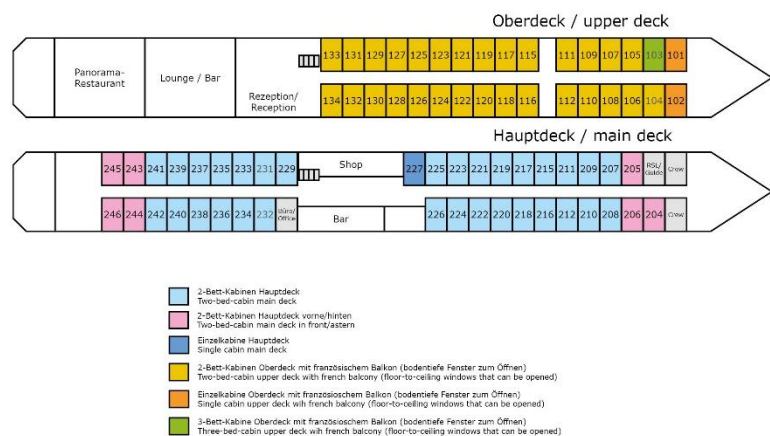 Oberdeck / upper deck
133 131 129 127 125 123 121 119 117 115 111 109 107 105 103 101
Panorama-
Restaurant
Lounge / Bar
Rezeption/
Reception
134 132 130 128 126 124 122 120 118 116 112 110 108 106 104 102
Hauptdeck / main deck
245 243 241 239 237 235 233 231 229 Shop 227 225 223 221 219 217 215 211 209 207 205 RSL/ Crew
Guide
246 244 242 240 238 236 234 232 Büro/ Bar 226 224 222 220 218 216 212 210 208 206 204 Crew
Office
2-Bett-Kabinen Hauptdeck
Two-bed-cabin main deck
2-Bett-Kabinen Hauptdeck vorne/hinten
Two-bed-cabin main deck in front/astern
Einzelkabine Hauptdeck
Single cabin main deck
2-Bett-Kabinen Oberdeck mit französischem Balkon (bodentiefe Fenster zum Öffnen)
Two-bed-cabin upper deck with french balcony (floor-to-ceiling windows that can be opened)
Einzelkabine Oberdeck mit französioschem Balkon (bodentiefe Fenster zum Öffnen)
Single cabin upper deck wih french balcony (floor-to-ceiling windows that can be opened)
3-Bett-Kabine Oberdeck mit französioschem Balkon (bodentiefe Fenster zum Öffnen)
Three-bed-cabin upper deck wih french balcony (floor-to-ceiling windows that can be opened)